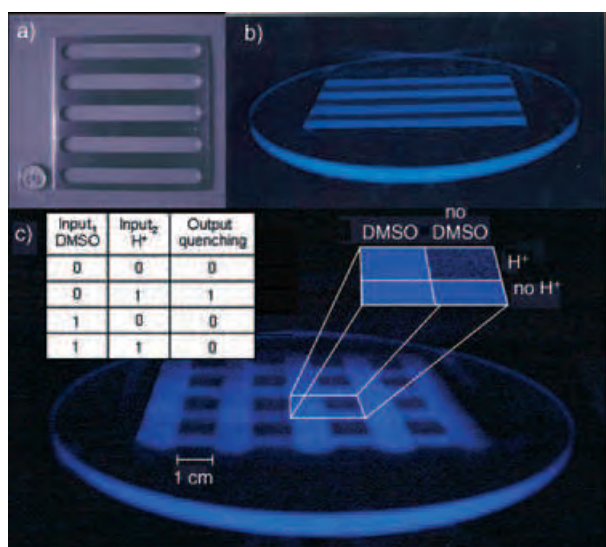 a)
b)
c)
Input₁ Input₂ Output
DMSO H⁺ quenching
0 0 0
0 1 1
1 0 0
1 1 0
no
DMSO DMSO
H⁺
no H⁺
1 cm